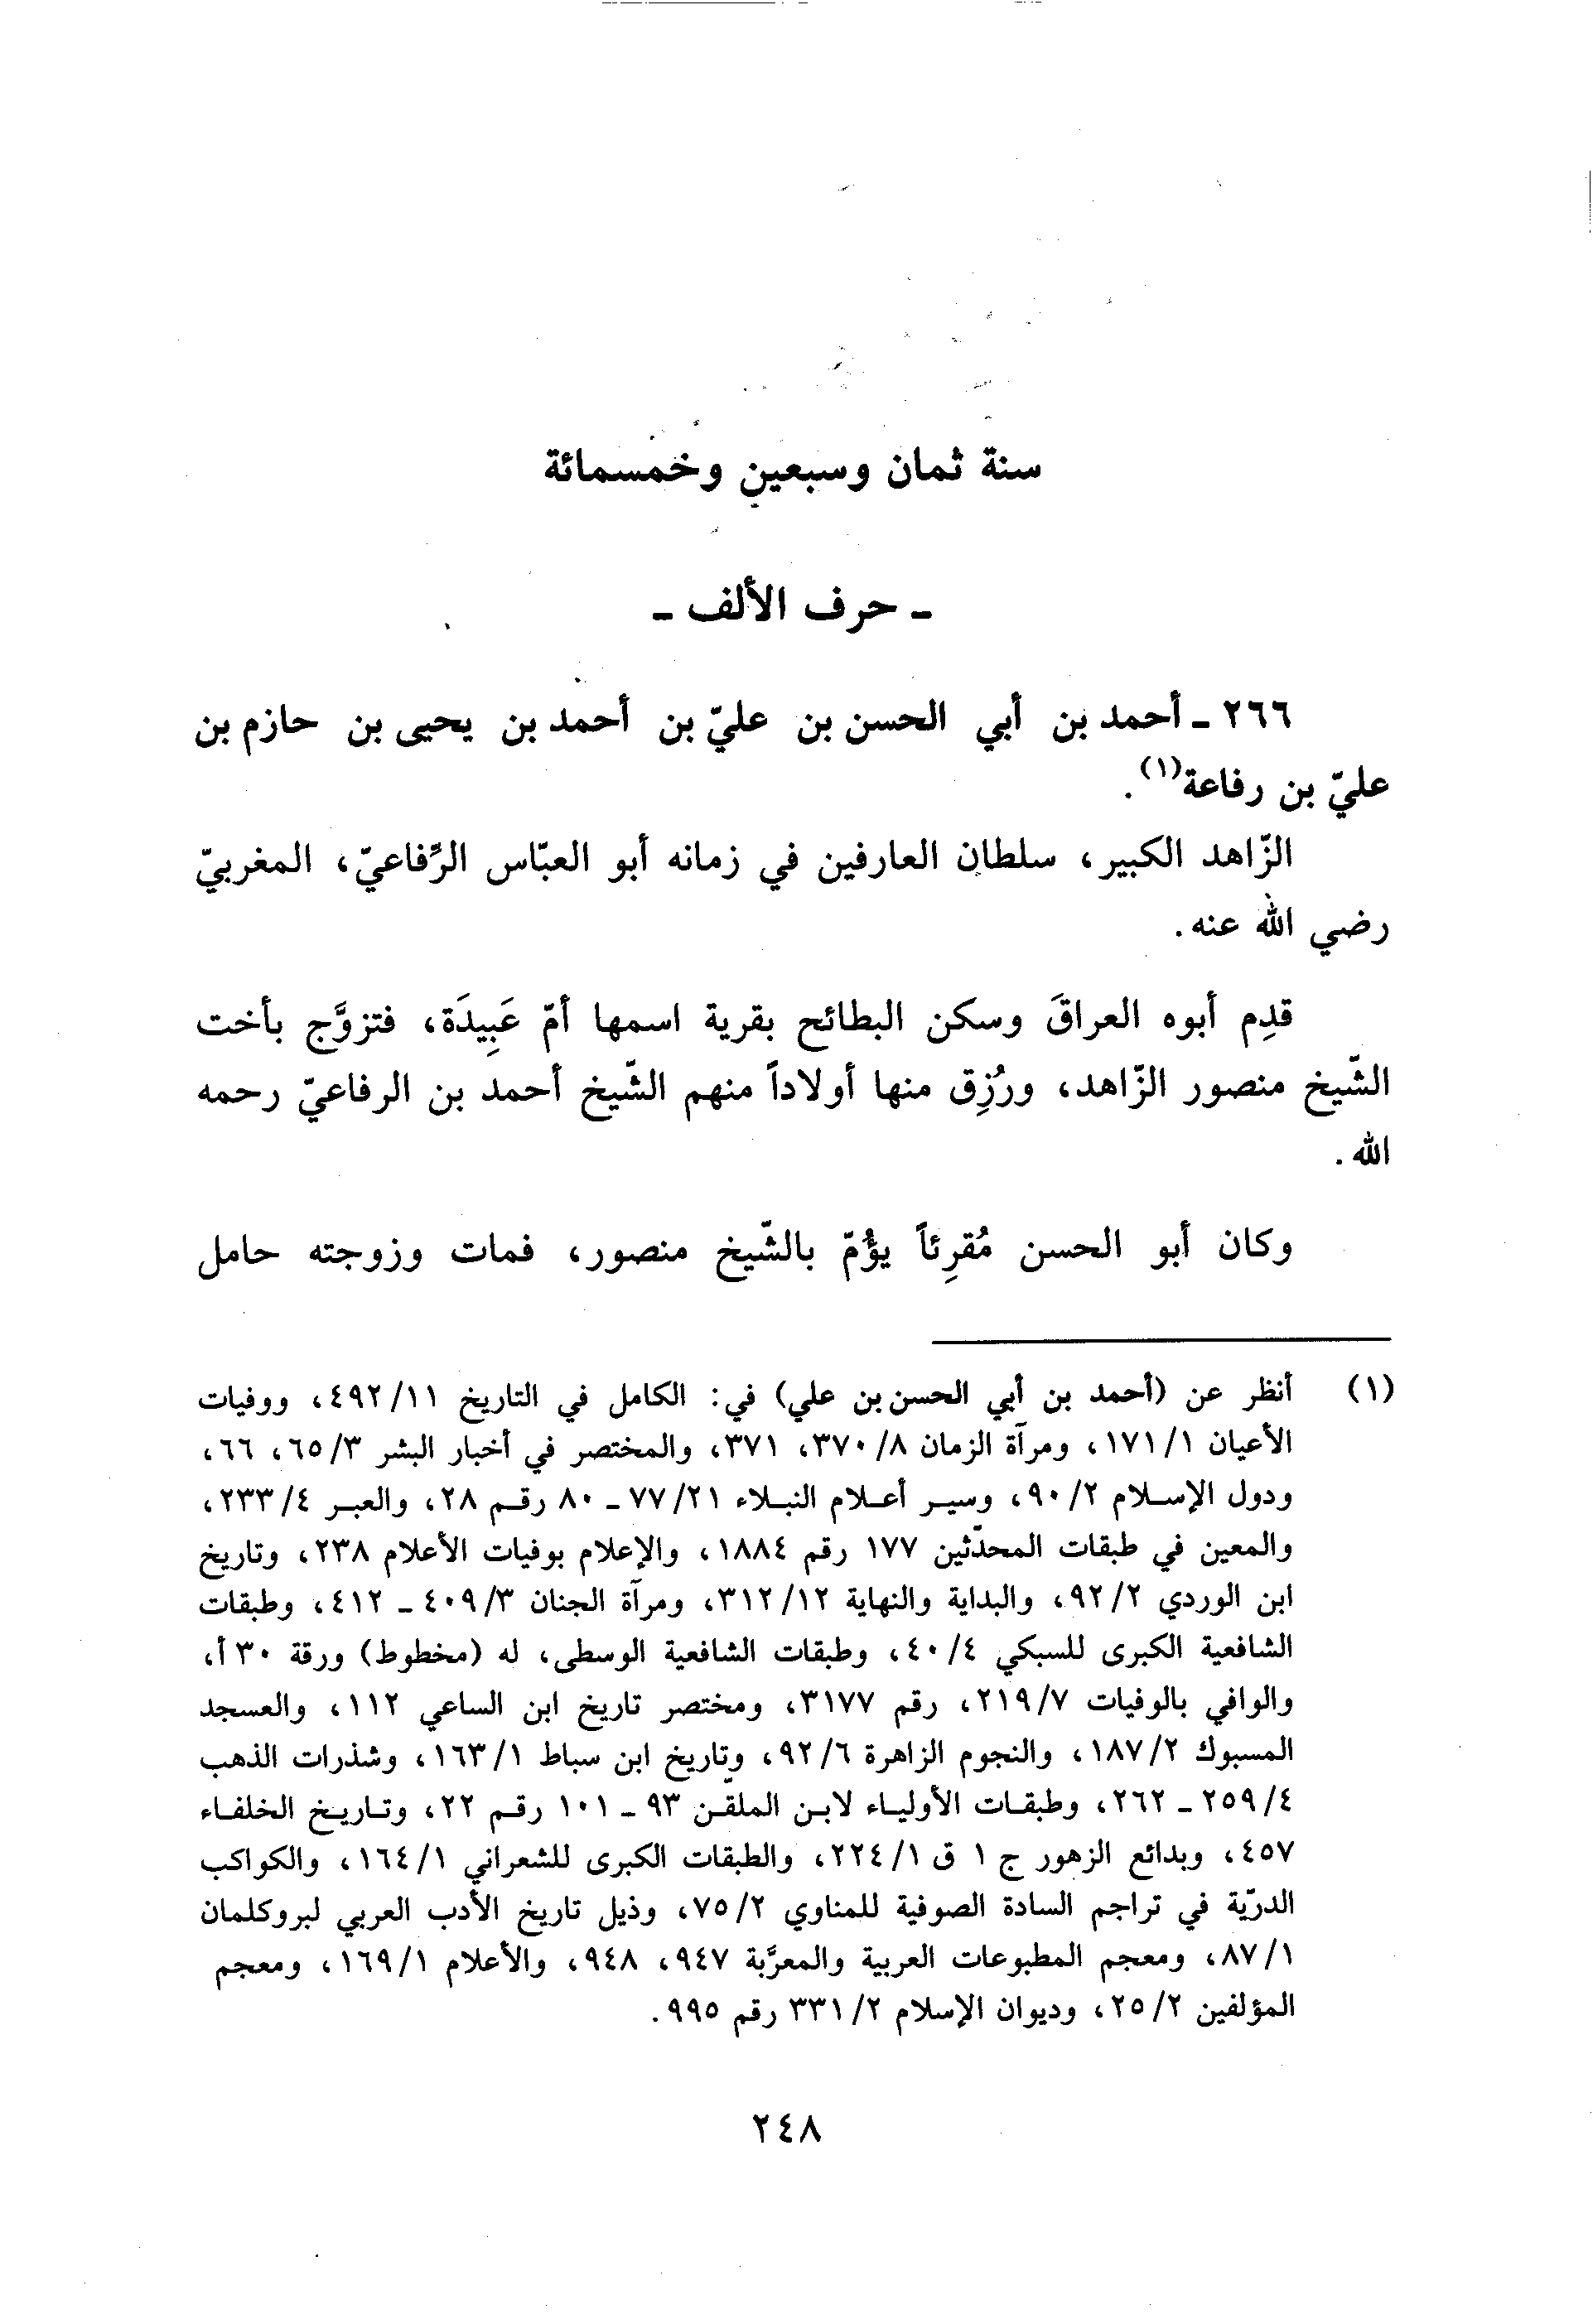 سنة ثمان وسبعين وخمسمائة
ـ حرف الألف ـ
٢٦٦ ـ أحمد بن أبي الحسن بن عليّ بن أحمد بن يحيى بن حازم بن
عليّ بن رفاعة(١).
الزّاهد الكبير، سلطان العارفين في زمانه أبو العبّاس الرِّفاعيّ، المغربيّ
رضي الله عنه.
قدِم أبوه العراقَ وسكن البطائح بقرية اسمها أمّ عَبِيدَة، فتزوَّج بأخت
الشّيخ منصور الزّاهد، ورُزِق منها أولاداً منهم الشّيخ أحمد بن الرفاعيّ رحمه
الله.
وكان أبو الحسن مُقرِئاً يؤُمّ بالشّيخ منصور، فمات وزوجته حامل
(١) أنظر عن (أحمد بن أبي الحسن بن علي) في: الكامل في التاريخ ٤٩٢/١١، ووفيات
الأعيان ١٧١/١، ومرآة الزمان ٣٧٠/٨، ٣٧١، والمختصر في أخبار البشر ٦٥/٣، ٦٦،
ودول الإسلام ٩٠/٢، وسير أعلام النبلاء ٧٧/٢١ ـ ٨٠ رقم ٢٨، والعبر ٢٣٣/٤،
والمعين في طبقات المحدّثين ١٧٧ رقم ١٨٨٤، والإعلام بوفيات الأعلام ٢٣٨، وتاريخ
ابن الوردي ٩٢/٢، والبداية والنهاية ٣١٢/١٢، ومرآة الجنان ٤٠٩/٣ ـ ٤١٢، وطبقات
الشافعية الكبرى للسبكي ٤٠/٤، وطبقات الشافعية الوسطى، له (مخطوط) ورقة ٣٠ أ،
والوافي بالوفيات ٢١٩/٧، رقم ٣١٧٧، ومختصر تاريخ ابن الساعي ١١٢، والعسجد
المسبوك ١٨٧/٢، والنجوم الزاهرة ٩٢/٦، وتاريخ ابن سباط ١٦٣/١، وشذرات الذهب
٢٥٩/٤ ـ ٢٦٢، وطبقات الأولياء لابن الملقّن ٩٣ ـ ١٠١ رقم ٢٢، وتاريخ الخلفاء
٤٥٧، وبدائع الزهور ج ١ ق ٢٢٤/١، والطبقات الكبرى للشعراني ١٦٤/١، والكواكب
الدرّية في تراجم السادة الصوفية للمناوي ٧٥/٢، وذيل تاريخ الأدب العربي لبروكلمان
٨٧/١، ومعجم المطبوعات العربية والمعرَّبة ٩٤٧، ٩٤٨، والأعلام ١٦٩/١، ومعجم
المؤلفين ٢٥/٢، وديوان الإسلام ٣٣١/٢ رقم ٩٩٥.
٢٤٨